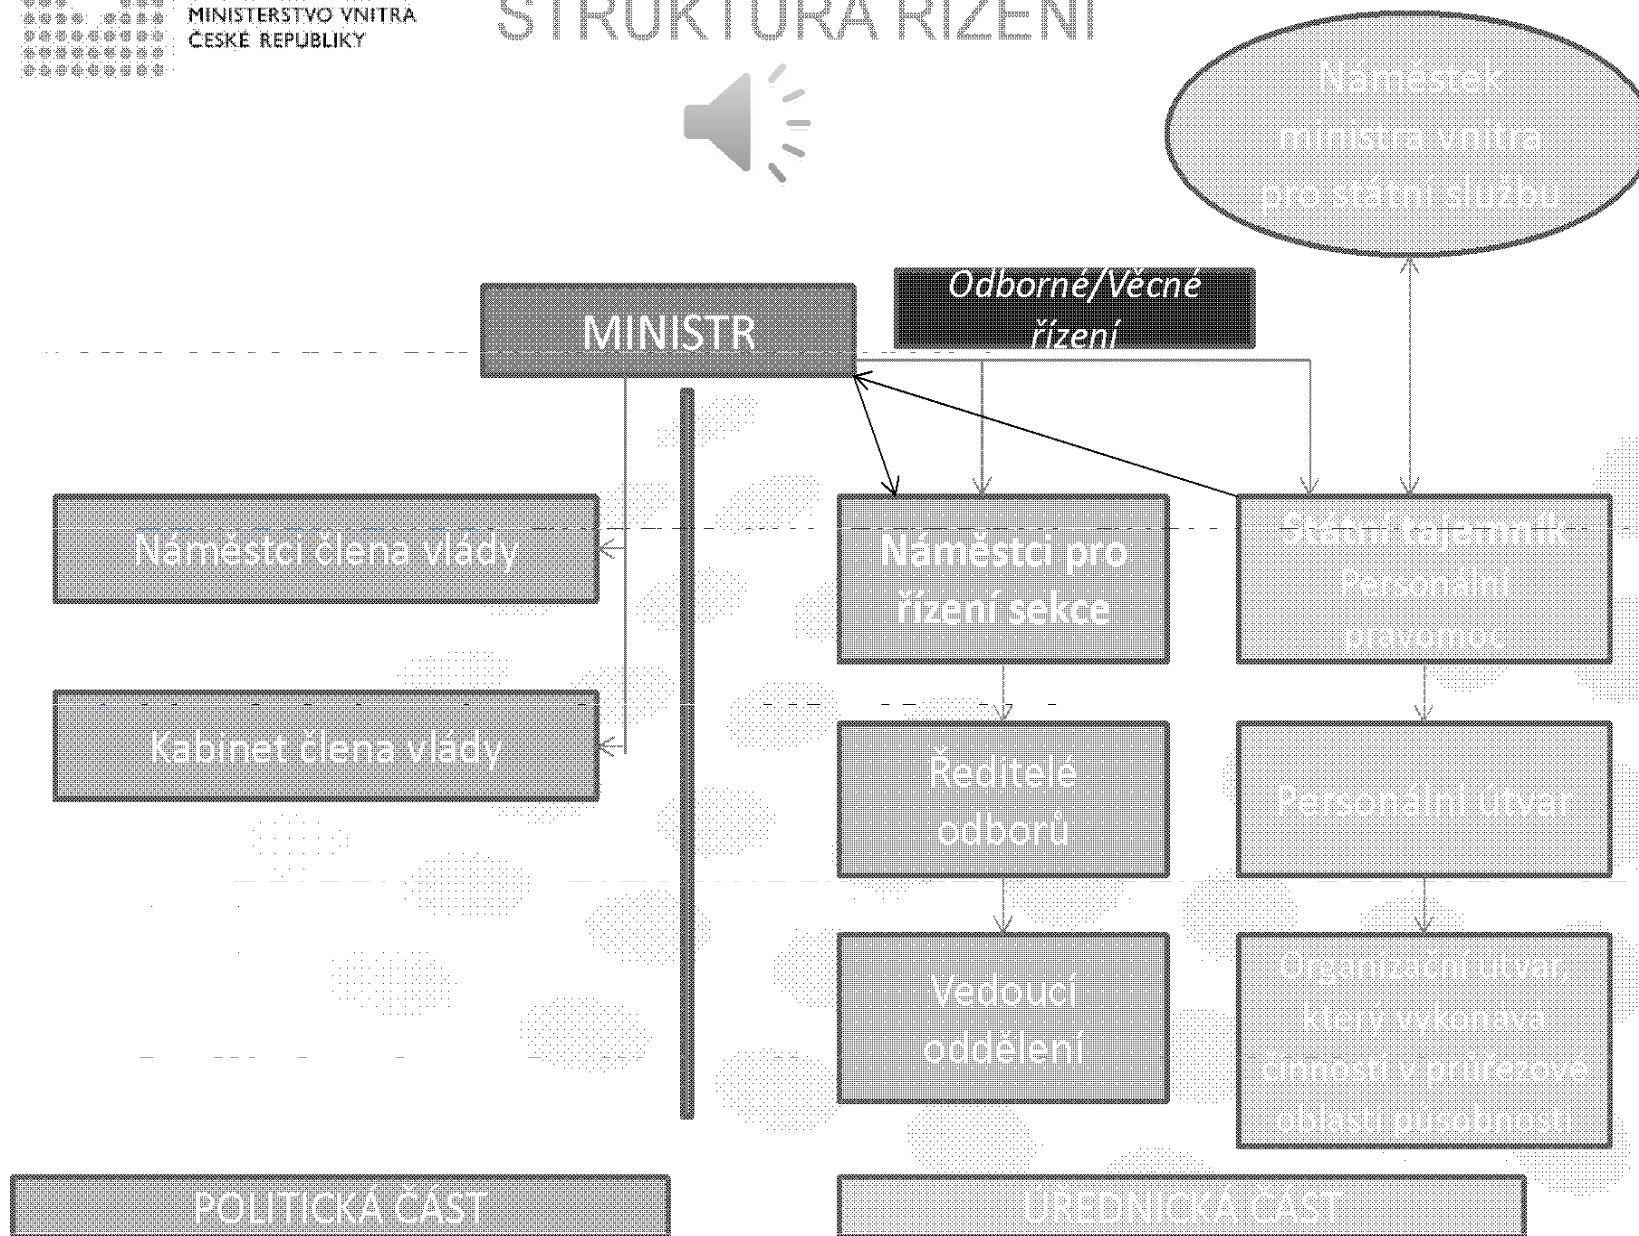 MINISTERSTVO VNITRA
ČESKÉ REPUBLIKY
STRUKTURA ŘÍZENÍ
Náměstek
ministra vnitra
pro státní službu
Odborné/Věcné
řízení
MINISTR
Náměstci člena vlády
Náměstci pro
řízení sekce
Státní tajemník
Personální
pravomoc
Kabinet člena vlády
Ředitelé
odborů
Personální útvar
Vedoucí
oddělení
Organizační útvar,
který vykonává
činnosti v průřezové
oblasti působnosti
POLITICKÁ ČÁST
ÚŘEDNICKÁ ČÁST